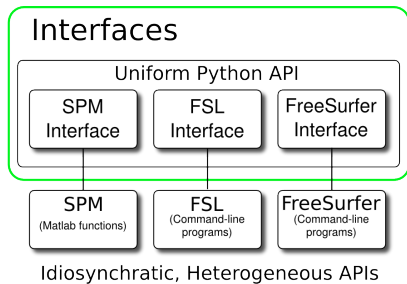 Interfaces
Uniform Python API
SPM
Interface
FSL
Interface
FreeSurfer
Interface
SPM
(Matlab functions)
FSL
(Command-line
programs)
FreeSurfer
(Command-line
programs)
Idiosynchratic, Heterogeneous APIs